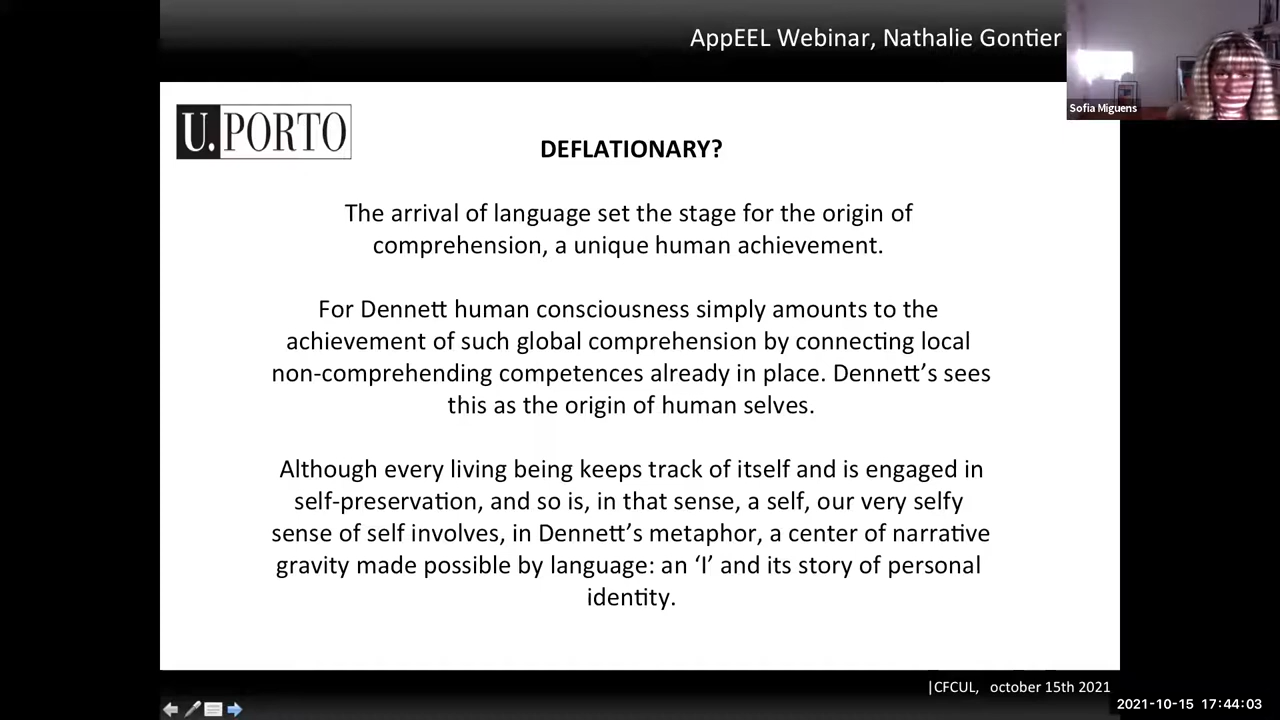 AppEEL Webinar, Nathalie Gontier
Sofia Miguens
U.PORTO
DEFLATIONARY?
The arrival of language set the stage for the origin of
comprehension, a unique human achievement.
For Dennett human consciousness simply amounts to the
achievement of such global comprehension by connecting local
non-comprehending competences already in place. Dennett’s sees
this as the origin of human selves.
Although every living being keeps track of itself and is engaged in
self-preservation, and so is, in that sense, a self, our very selfy
sense of self involves, in Dennett’s metaphor, a center of narrative
gravity made possible by language: an ‘I’ and its story of personal
identity.
|CFCUL, october 15th 2021
2021-10-15 17:44:03